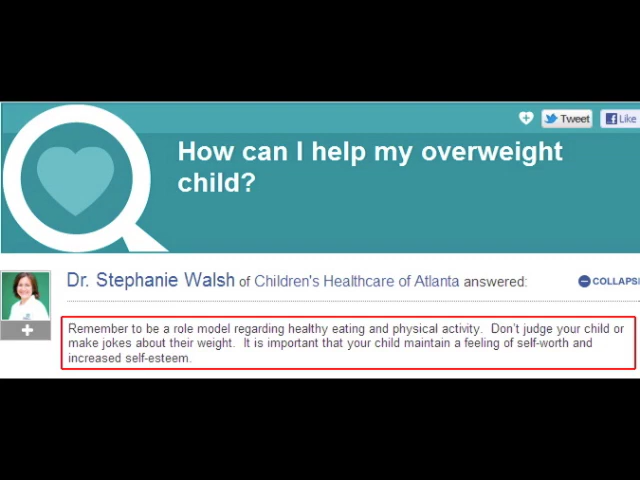 Tweet
Like
How can I help my overweight
child?
Dr. Stephanie Walsh of Children's Healthcare of Atlanta answered:
Remember to be a role model regarding healthy eating and physical activity. Don't judge your child or
make jokes about their weight. It is important that your child maintain a feeling of self-worth and
increased self-esteem.